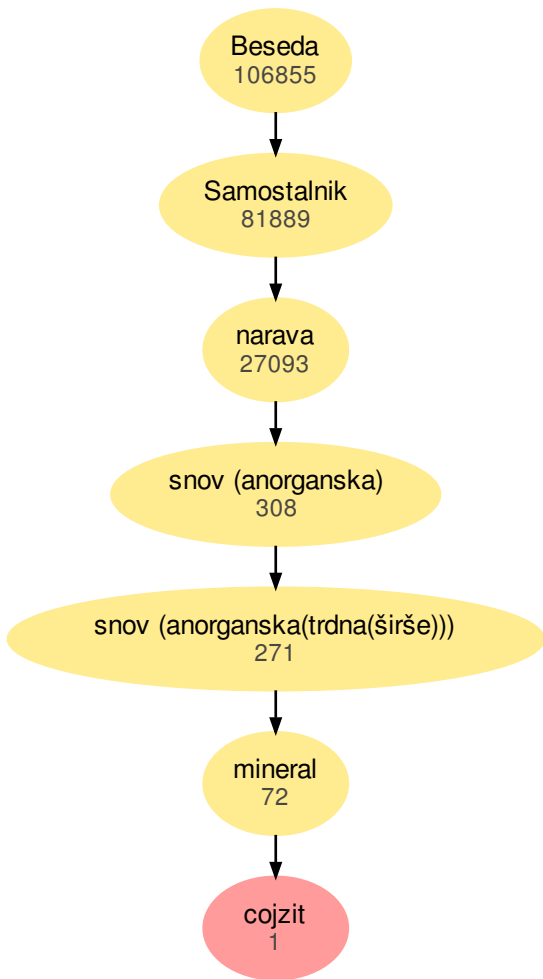 Beseda
106855
Samostalnik
81889
narava
27093
snov (anorganska)
308
snov (anorganska(trdna(širše)))
271
mineral
72
cojzit
1